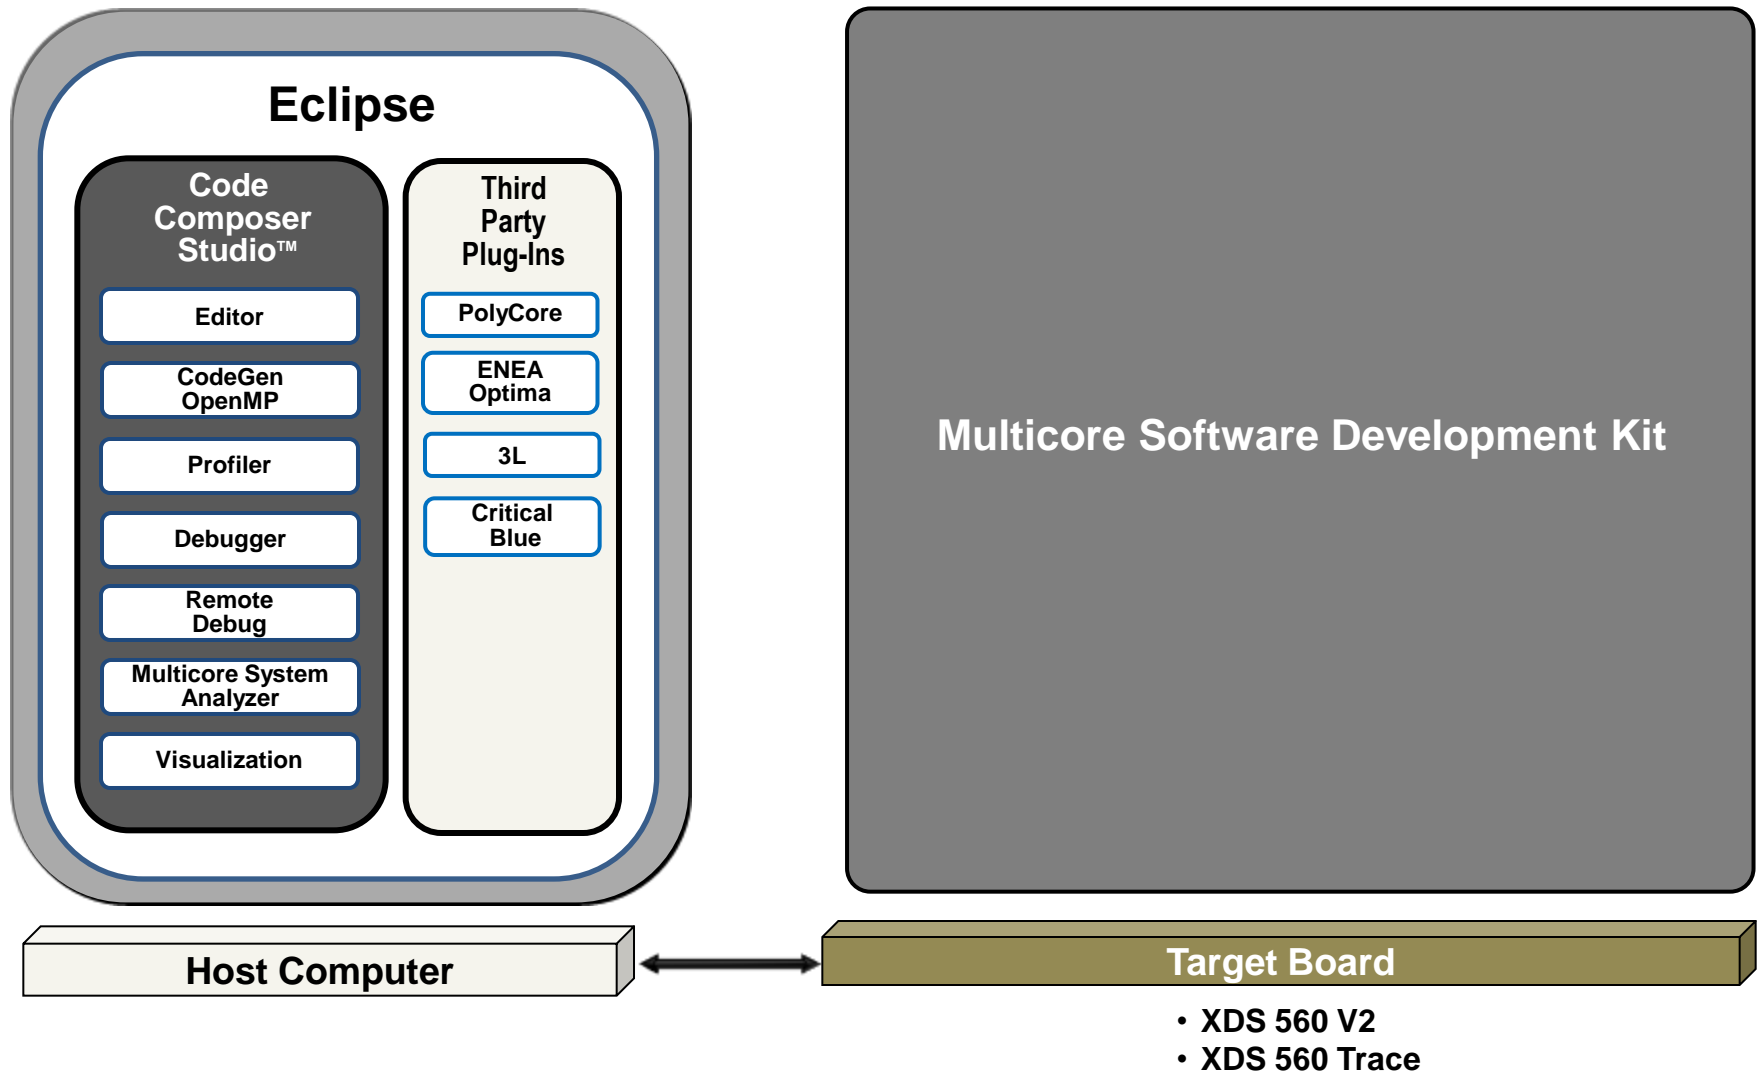 Eclipse
Code
Composer
Studio™
Editor
CodeGen
OpenMP
Profiler
Debugger
Remote
Debug
Multicore System
Analyzer
Visualization
Third
Party
Plug-Ins
PolyCore
ENEA
Optima
3L
Critical
Blue
Multicore Software Development Kit
Host Computer
Target Board
• XDS 560 V2
• XDS 560 Trace